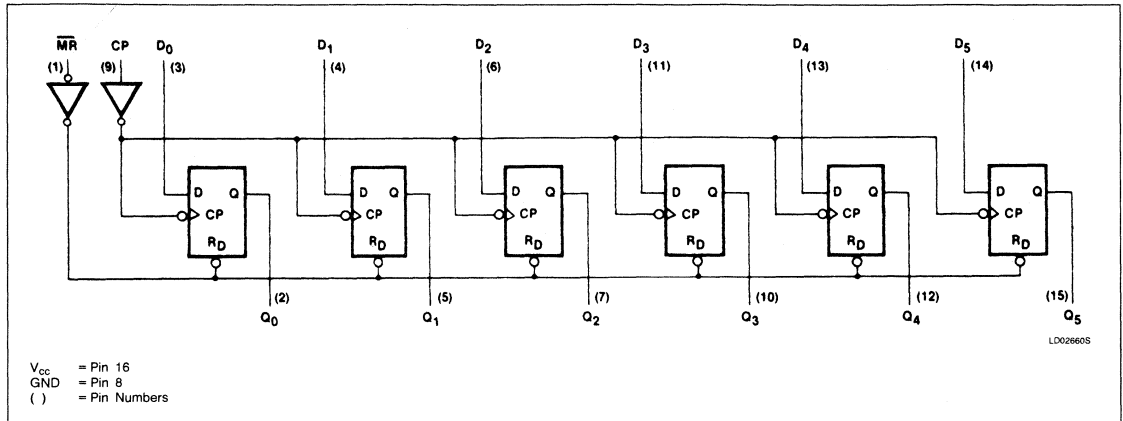 MR CP D0 D1 D2 D3 D4 D5
(1) (9) (3) (4) (6) (11) (13) (14)
D Q D Q D Q D Q D Q D Q
CP CP CP CP CP CP
RD RD RD RD RD RD
(2) (5) (7) (10) (12) (15)
Q0 Q1 Q2 Q3 Q4 Q5
LD02660S
Vcc = Pin 16
GND = Pin 8
( ) = Pin Numbers